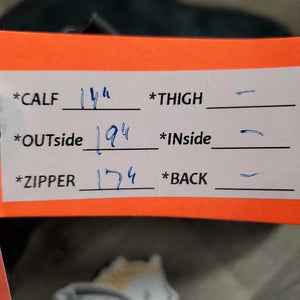 *CALF 14" *THIGH -
*OUTside 19" *INside -
*ZIPPER 17" *BACK -